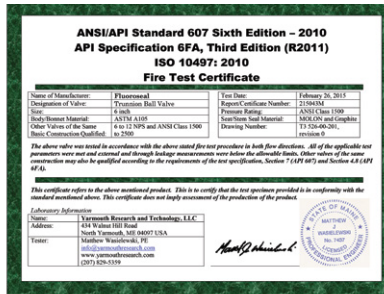 ANSI/API Standard 607 Sixth Edition – 2010
API Specification 6FA, Third Edition (R2011)
ISO 10497: 2010
Fire Test Certificate
Name of Manufacturer: Fluoroseal
Designation of Valve: Trunnion Ball Valve
Size: 6 inch
Body/Bonnet Material: ASTM A105
Other Valves of the Same Basic Construction Qualified: 6 to 12 NPS and ANSI Class 1500 to 2500
Test Date: February 26, 2015
Report/Certificate Number: 215043M
Pressure Rating: ANSI Class 1500
Seat/Stem Seal Material: MOLON and Graphite
Drawing Number: T3 526-00-201, revision 0
The above valve was tested in accordance with the above stated fire test procedure in both flow directions. All of the applicable test
parameters were met and external and through leakage measurements were below the allowable limits. Other valves of the same
construction may also be qualified according to the requirements of the test specification, Section 7 (API 607) and Section 4.8 (API
6FA).
This certificate refers to the above mentioned product. This is to certify that the test specimen provided is in conformity with the
standard mentioned above. This certificate does not imply assessment of the production of the product.
Laboratory Information
Name: Yarmouth Research and Technology, LLC
Address: 434 Walnut Hill Road
North Yarmouth, ME 04097 USA
Tester: Matthew Wasielewski, PE
info@yarmouthresearch.com
www.yarmouthresearch.com
(207) 829-5359
STATE OF MAINE
MATTHEW
J.
WASIELEWSKI
No. 7487
LICENSED
PROFESSIONAL ENGINEER